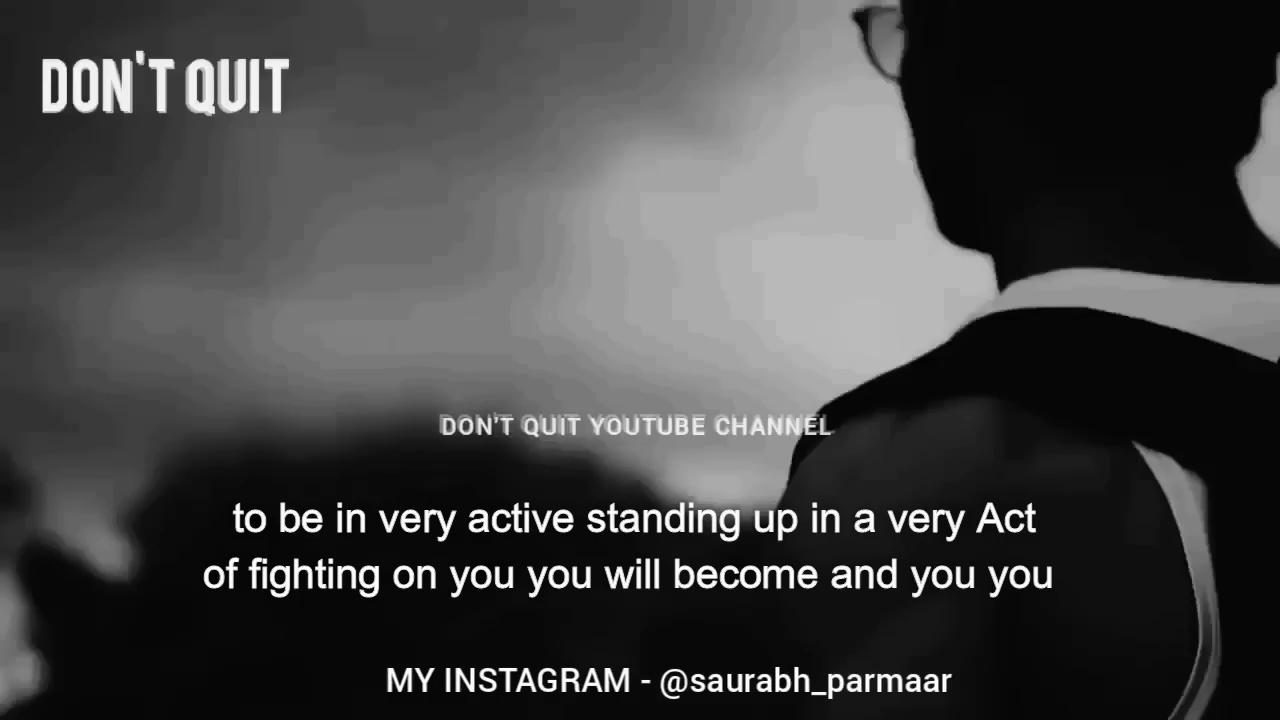 DON'T QUIT
DON'T QUIT YOUTUBE CHANNEL
to be in very active standing up in a very Act
of fighting on you you will become and you you
MY INSTAGRAM - @saurabh_parmaar